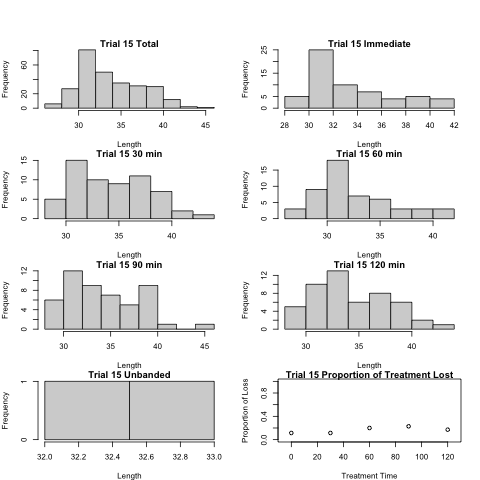 Trial 15 Total
Frequency
0 20 60
30 35 40 45
Length
Trial 15 Immediate
Frequency
0 5 15 25
28 30 32 34 36 38 40 42
Length
Trial 15 30 min
Frequency
0 5 10 15
30 35 40
Length
Trial 15 60 min
Frequency
0 5 10 15
30 35 40
Length
Trial 15 90 min
Frequency
0 4 8 12
30 35 40 45
Length
Trial 15 120 min
Frequency
0 4 8 12
30 35 40
Length
Trial 15 Unbanded
Frequency
0 1
32.0 32.2 32.4 32.6 32.8 33.0
Length
Trial 15 Proportion of Treatment Lost
Proportion of Loss
0.0 0.4 0.8
0 20 40 60 80 100 120
Treatment Time